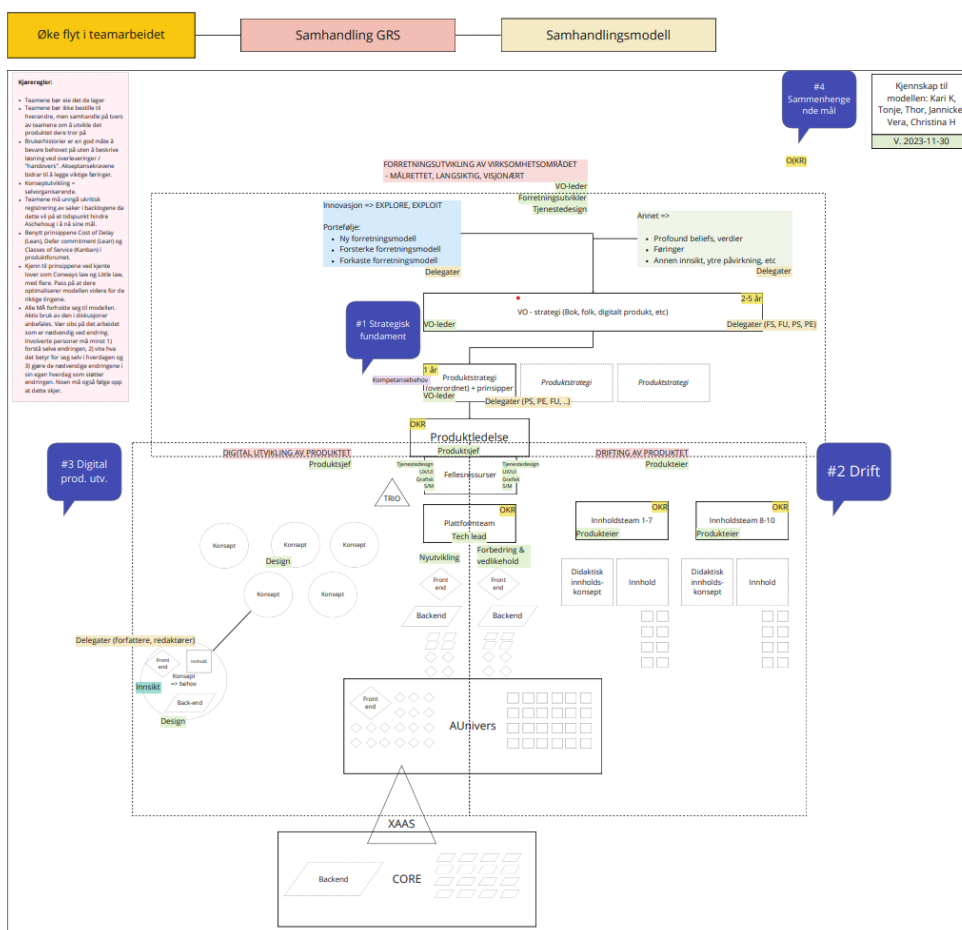 Øke flyt i teamarbeidet
Samhandling GRS
Samhandlingsmodell
Kjøreregler:
• Teamene bør eie det de lager
• Teamene bør ikke bestille til
hverandre, men samhandle på tvers
av teamene om å utvikle det
produktet dere tror på
• Brukerhistorier er en god måte å
bevare behovet på uten å beskrive
løsning ved overleveringer /
"handovers". Akseptansekravene
bidrar til å legge viktige føringer.
• Konseptutvikling =
selvorganiserende.
• Teamene må unngå ukritisk
registrering av saker i backlogene da
dette vil på et tidspunkt hindre
Aschehoug i å nå sine mål.
• Benytt prinsippene Cost of Delay
(Lean), Defer commitment (Lean) og
Classes of Service (Kanban) i
produktforumet.
• Kjenn til prinsippene ved kjente
lover som Conways law og Little law,
med flere. Pass på at dere
optimaliserer modellen videre for de
riktige tingene.
• Alle MÅ forholde seg til modellen.
Aktiv bruk av den i diskusjoner
anbefales. Vær obs på det arbeidet
som er nødvendig ved endring.
Involverte personer må minst 1)
forstå selve endringen, 2) vite hva
det betyr for seg selv i hverdagen og
3) gjøre de nødvendige endringene i
sin egen hverdag som støtter
endringen. Noen må også følge opp
at dette skjer.
#4
Sammenhenge
nde mål
Kjennskap til
modellen: Kari K,
Tonje, Thor, Jannicke
Vera, Christina H
V. 2023-11-30
O(KR)
FORRETNINGSUTVIKLING AV VIRKSOMHETSOMRÅDET
- MÅLRETTET, LANGSIKTIG, VISJONÆRT
VO-leder
Forretningsutvikler
Tjenestedesign
Innovasjon => EXPLORE, EXPLOIT
Portefølje:
• Ny forretningsmodell
• Forsterke forretningsmodell
• Forkaste forretningsmodell
Delegater
Annet =>
• Profound beliefs, verdier
• Føringer
• Annen innsikt, ytre påvirkning, etc
Delegater
#1 Strategisk
fundament
2-5 år
VO - strategi (Bok, folk, digitalt produkt, etc)
VO-leder
Delegater (FS, FU, PS, PE)
1 år
Kompetansebehov
Produktstrategi
(overordnet) + prinsipper
VO-leder
Delegater (PS, PE, FU, ..)
Produktstrategi
Produktstrategi
OKR
Produktledelse
Produktsjef
#3 Digital
prod. utv.
DIGITAL UTVIKLING AV PRODUKTET
Produktsjef
DRIFTING AV PRODUKTET
Produkteier
#2 Drift
Tjenestedesign
UX/UI
Grafisk
S/M
Fellesressurser
Tjenestedesign
UX/UI
Grafisk
S/M
TRIO
OKR
Plattformteam
Tech lead
OKR
Innholdsteam 1-7
Produkteier
OKR
Innholdsteam 8-10
Produkteier
Konsept
Konsept
Konsept
Design
Konsept
Konsept
Nyutvikling
Forbedring &
vedlikehold
Front
end
Front
end
Backend
Backend
Didaktisk
innholds-
konsept
Innhold
Didaktisk
innholds-
konsept
Innhold
Delegater (forfattere, redaktører)
Front
end
Innhold
Konsept
=> behov
Innsikt
Back-end
Design
Front
end
AUnivers
XAAS
Backend
CORE